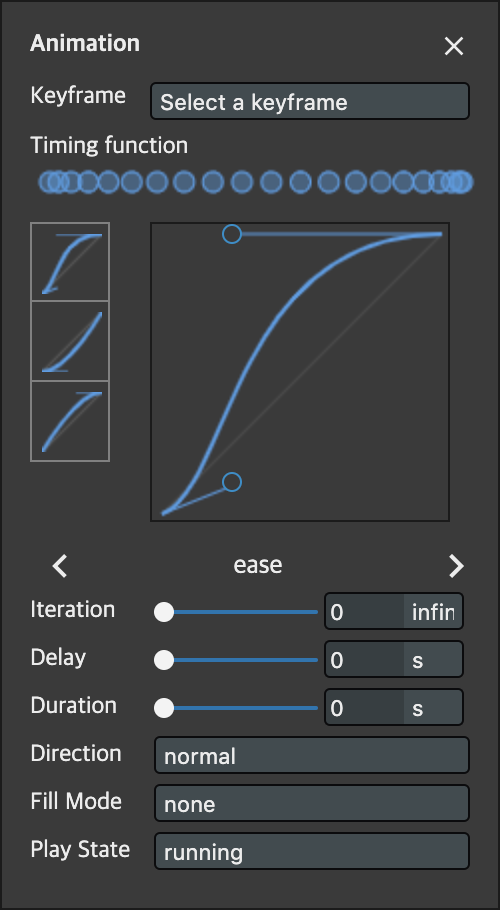 Animation
Keyframe Select a keyframe
Timing function
ease
Iteration 0 infin
Delay 0 s
Duration 0 s
Direction normal
Fill Mode none
Play State running